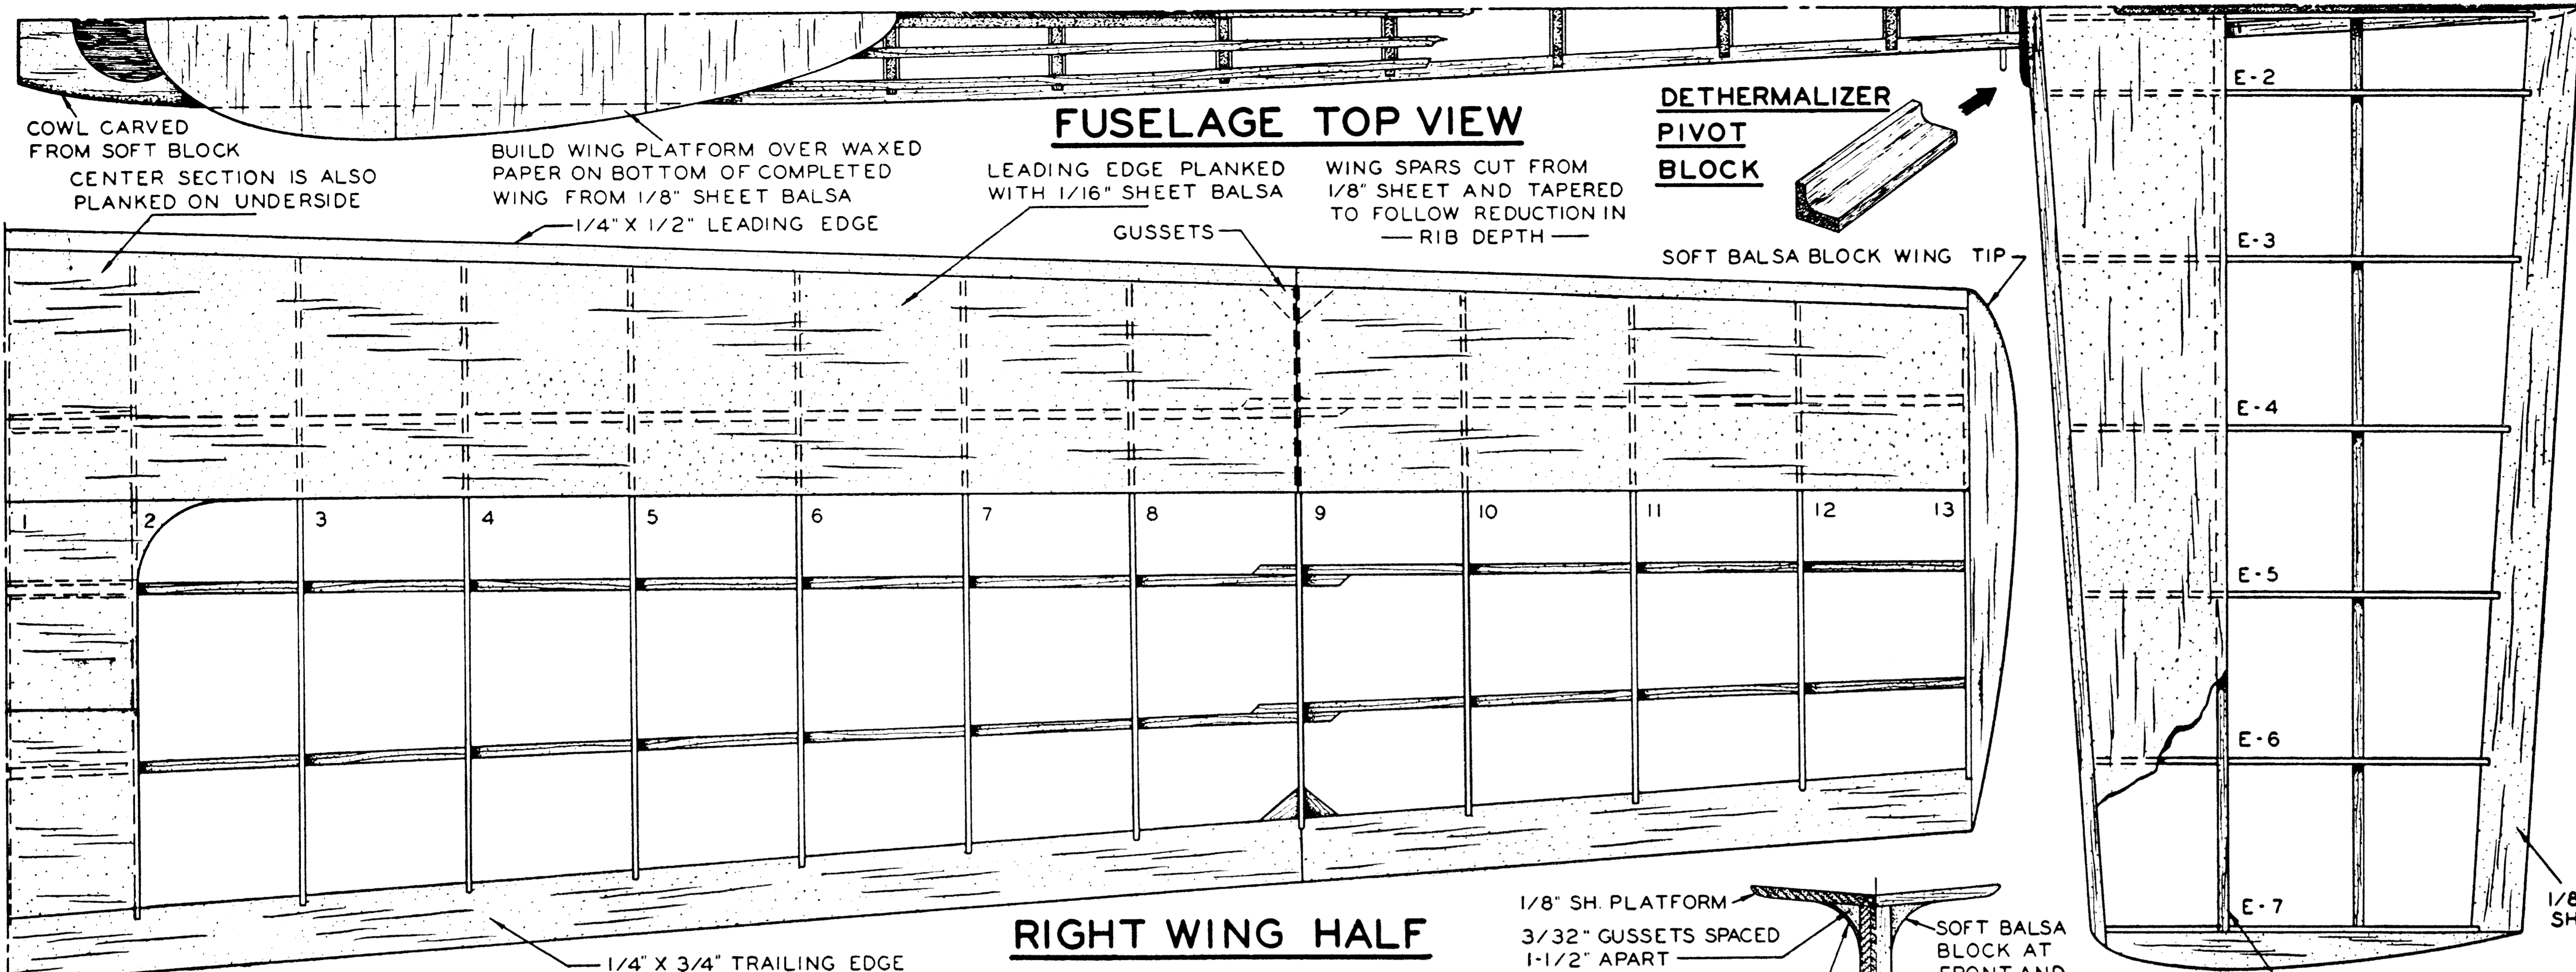 COWL CARVED
FROM SOFT BLOCK
CENTER SECTION IS ALSO
PLANKED ON UNDERSIDE
BUILD WING PLATFORM OVER WAXED
PAPER ON BOTTOM OF COMPLETED
WING FROM 1/8" SHEET BALSA
1/4" X 1/2" LEADING EDGE
FUSELAGE TOP VIEW
LEADING EDGE PLANKED
WITH 1/16" SHEET BALSA
GUSSETS
WING SPARS CUT FROM
1/8" SHEET AND TAPERED
TO FOLLOW REDUCTION IN
RIB DEPTH
DETHERMALIZER
PIVOT
BLOCK
SOFT BALSA BLOCK WING TIP
E-2
E-3
E-4
E-5
E-6
E-7
1 2 3 4 5 6 7 8 9 10 11 12 13
RIGHT WING HALF
1/4" X 3/4" TRAILING EDGE
1/8" SH. PLATFORM
3/32" GUSSETS SPACED
1-1/2" APART
SOFT BALSA
BLOCK AT
FRONT AND
1/8
SH